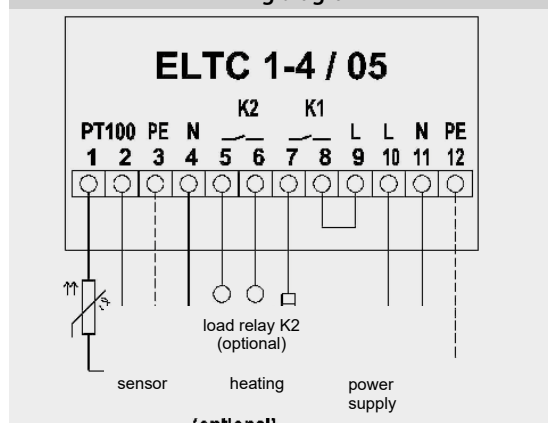 ELTC 1-4 / 05
K2 K1
PT100 PE N L L N PE
1 2 3 4 5 6 7 8 9 10 11 12
load relay K2
(optional)
sensor heating power
supply